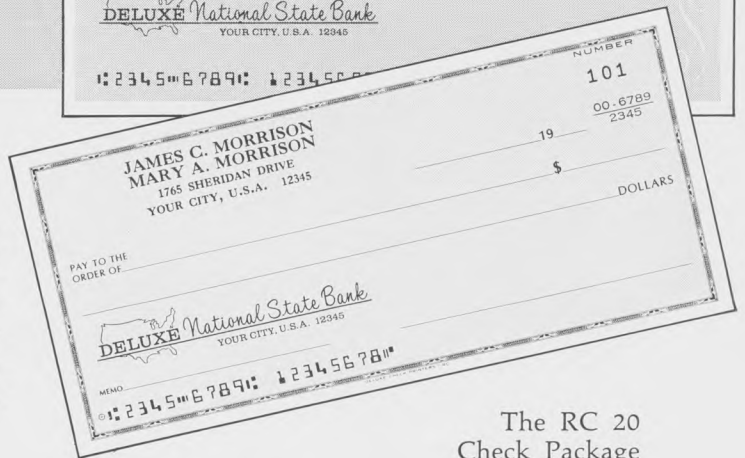 DELUXE National State Bank
YOUR CITY, U.S.A. 12345
⑆2345⑉6789⑆ 123456
NUMBER
101
JAMES C. MORRISON
MARY A. MORRISON
1765 SHERIDAN DRIVE
YOUR CITY, U.S.A. 12345
19
00-6789
2345
PAY TO THE
ORDER OF
$
DOLLARS
DELUXE National State Bank
YOUR CITY, U.S.A. 12345
MEMO
⑆2345⑉6789⑆ 12345678⑈
The RC 20
Check Package